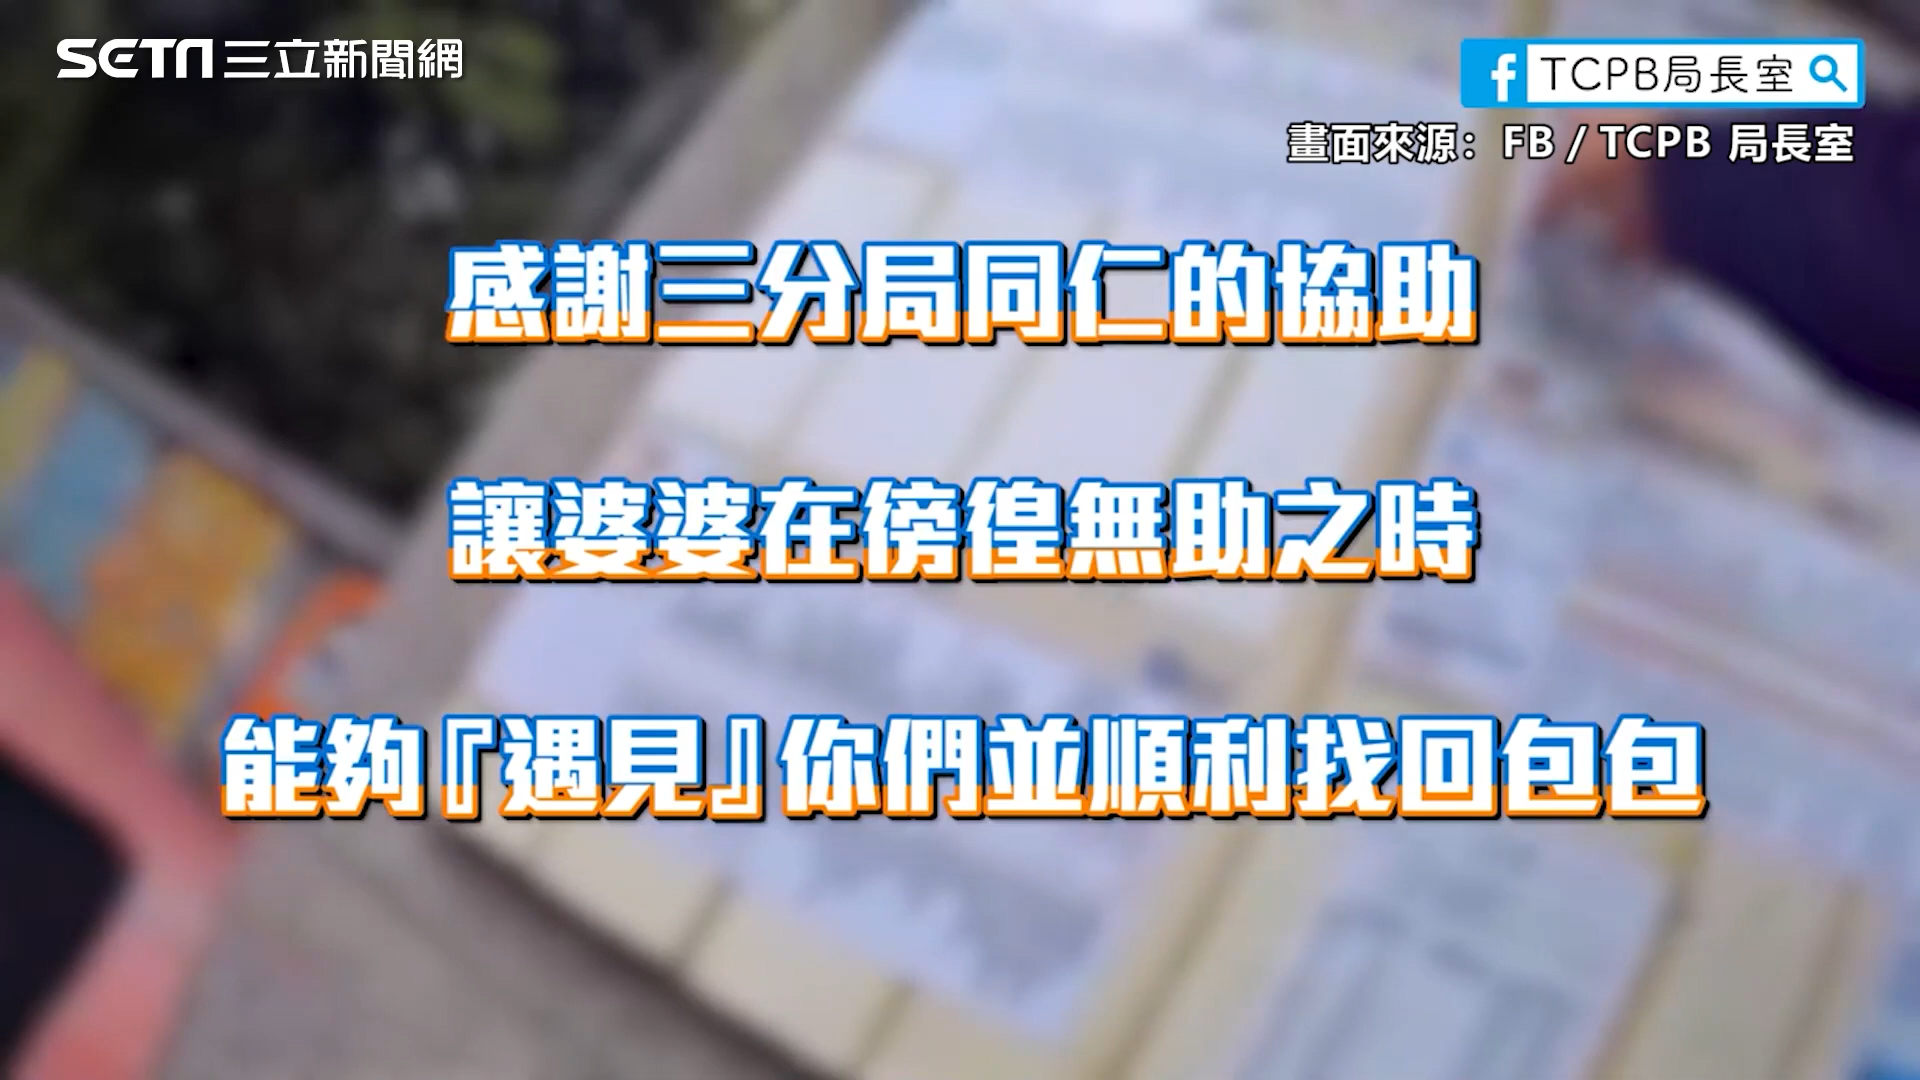 SETN三立新聞網
TCPB局長室
畫面來源：FB / TCPB 局長室
感謝三分局同仁的協助
讓婆婆在傍徨無助之時
能夠『遇見』你們並順利找回包包